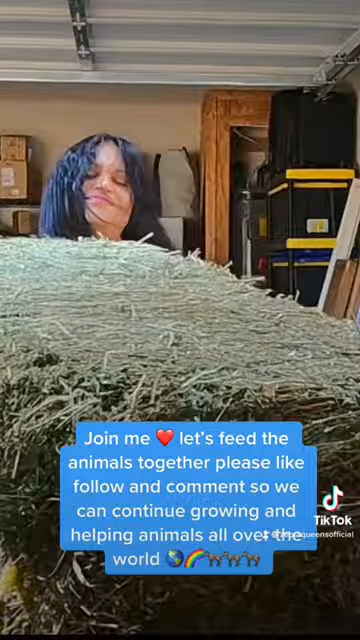 Join me ❤️ let's feed the
animals together please like
follow and comment so we
can continue growing and
helping animals all over the
world 🌎🌈🐪🐪🐪
TikTok